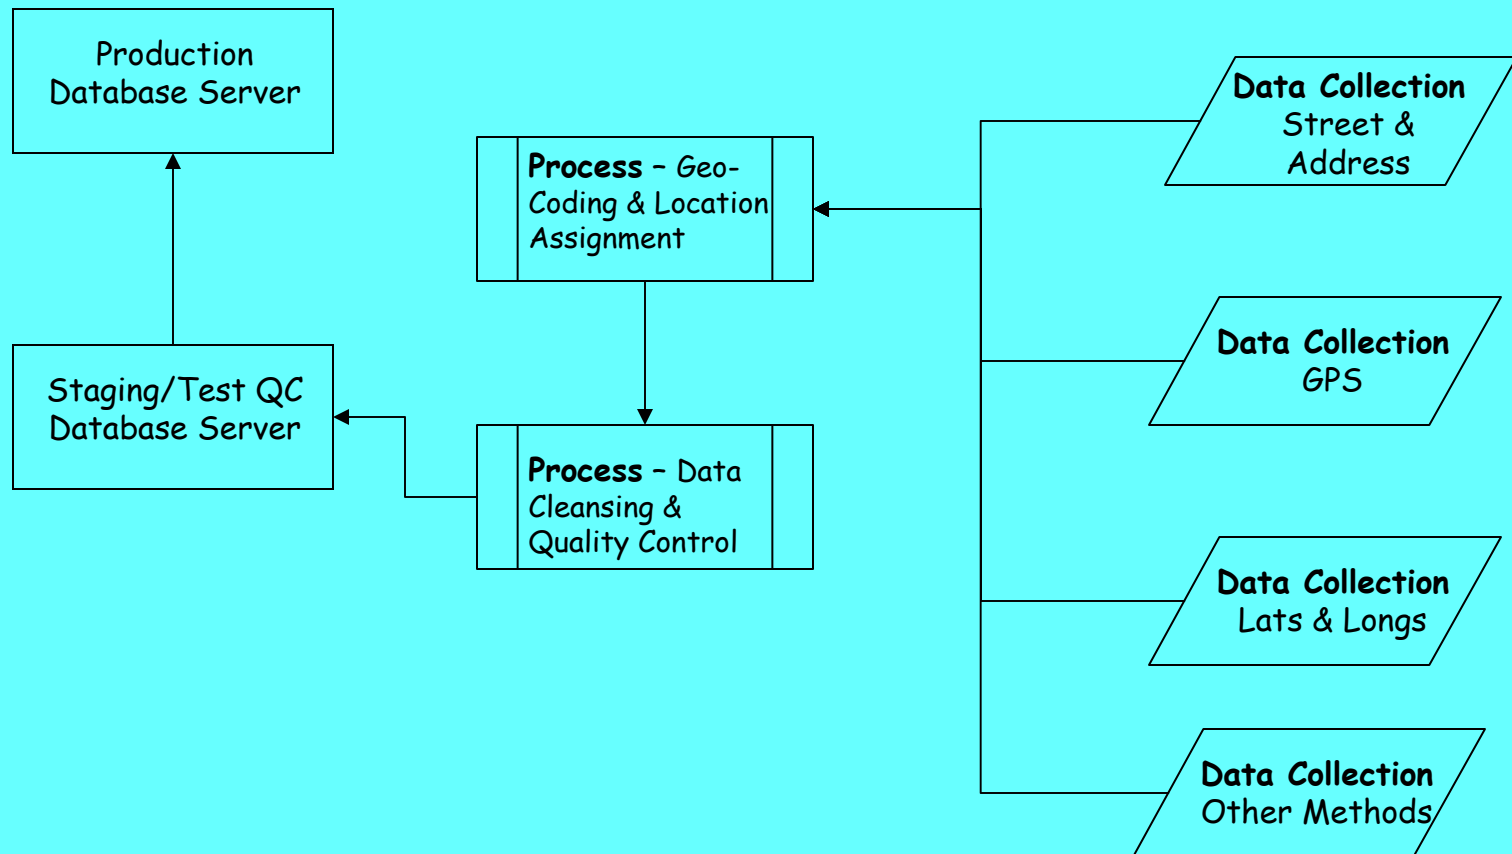 Production
Database Server
Data Collection
Street &
Address
Process – Geo-
Coding & Location
Assignment
Data Collection
GPS
Staging/Test QC
Database Server
Process – Data
Cleansing &
Quality Control
Data Collection
Lats & Longs
Data Collection
Other Methods